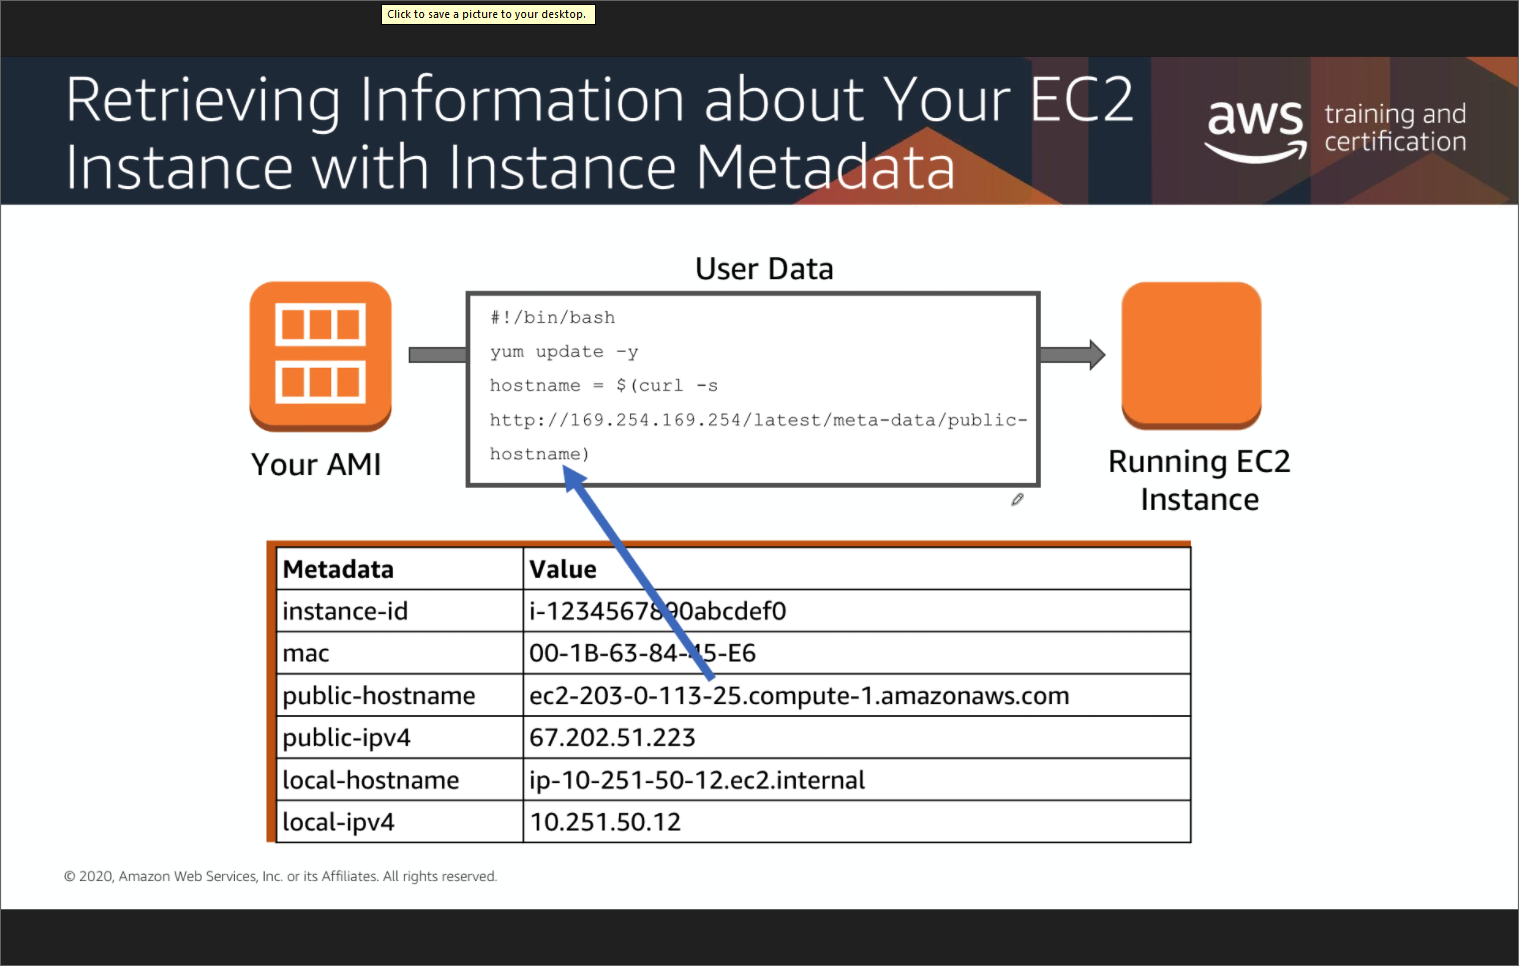 Click to save a picture to your desktop.
Retrieving Information about Your EC2
Instance with Instance Metadata
aws training and
certification
User Data
#!/bin/bash
yum update -y
hostname = $(curl -s
http://169.254.169.254/latest/meta-data/public-
hostname)
Your AMI
Running EC2
Instance
Metadata Value
instance-id i-1234567890abcdef0
mac 00-1B-63-84-45-E6
public-hostname ec2-203-0-113-25.compute-1.amazonaws.com
public-ipv4 67.202.51.223
local-hostname ip-10-251-50-12.ec2.internal
local-ipv4 10.251.50.12
© 2020, Amazon Web Services, Inc. or its Affiliates. All rights reserved.